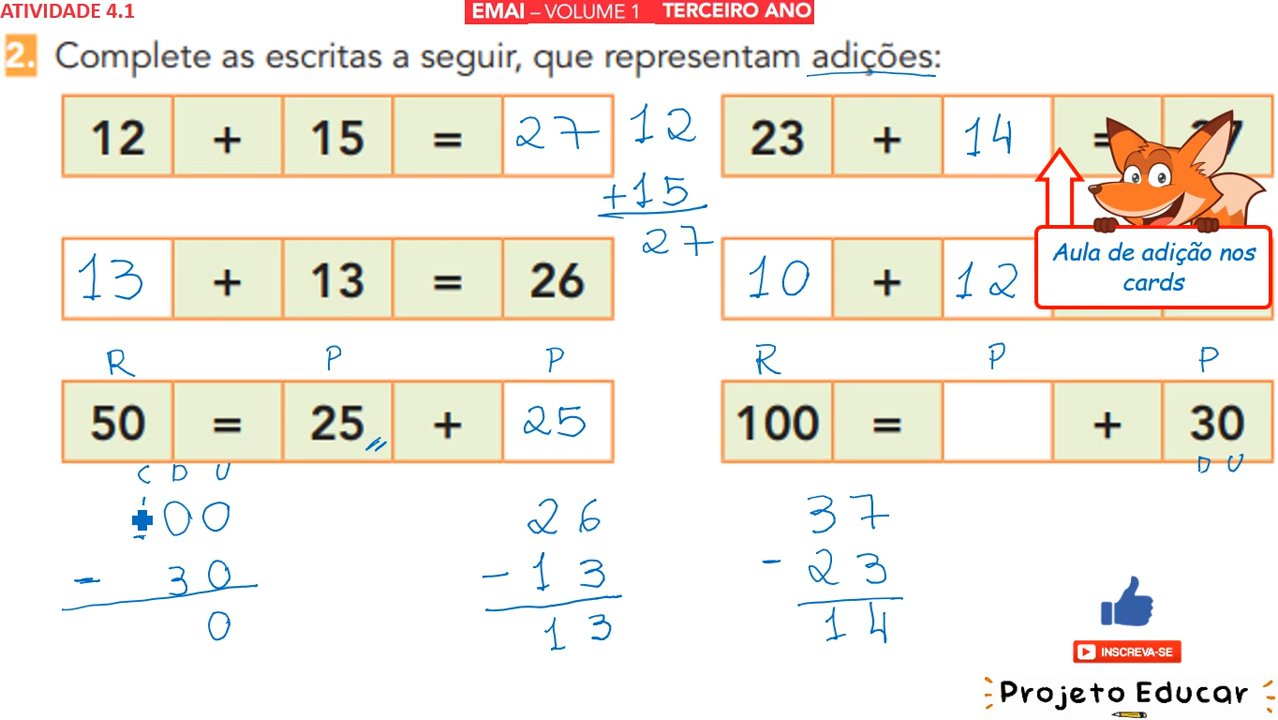 ATIVIDADE 4.1
EMAI – VOLUME 1 TERCEIRO ANO
2. Complete as escritas a seguir, que representam adições:
12 + 15 = 27
12
+15
27
23 + 14 =
13 + 13 = 26
10 + 12
Aula de adição nos
cards
R P P
50 = 25 + 25
R P P
100 = + 30
D U
C D U
00
- 30
0
26
- 13
13
37
- 23
14
INSCREVA-SE
Projeto Educar